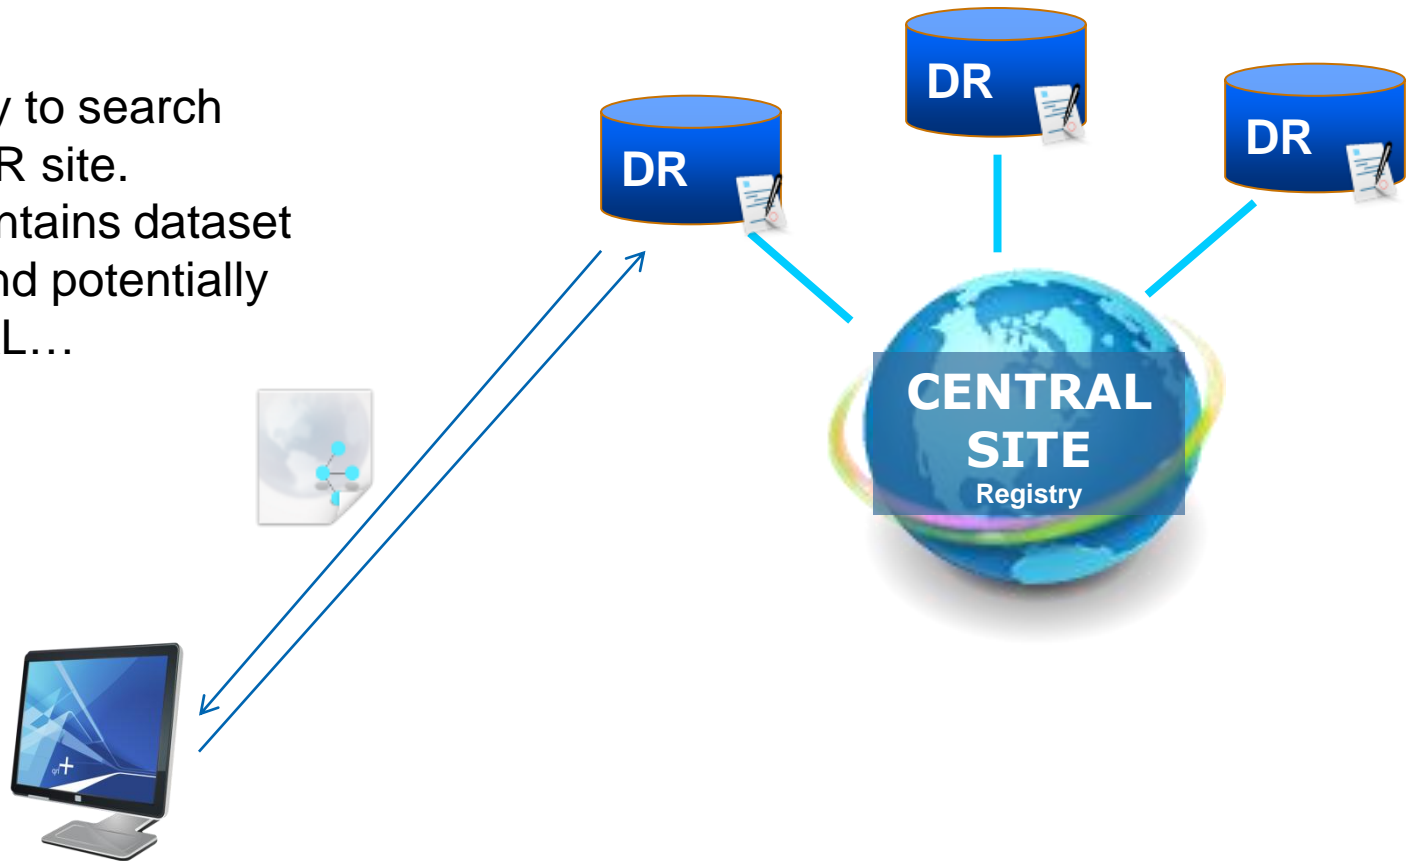 y to search
R site.
ntains dataset
nd potentially
L…
DR
DR
DR
CENTRAL
SITE
Registry